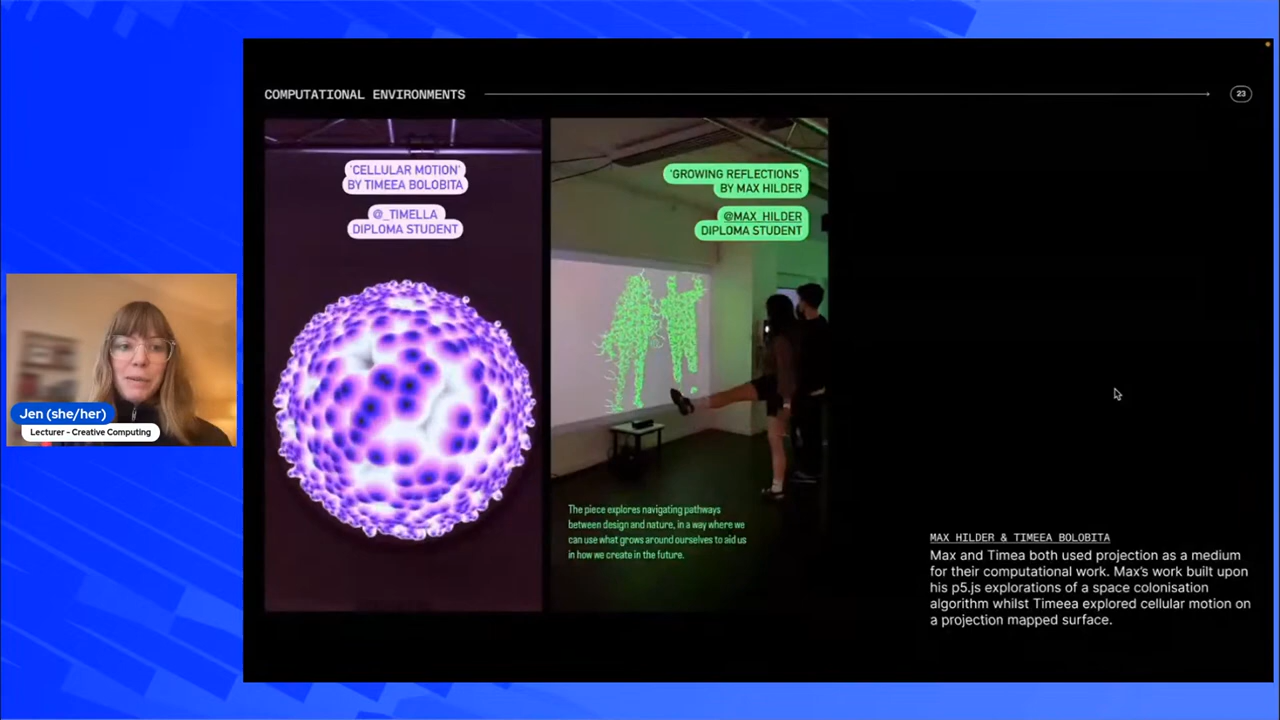 COMPUTATIONAL ENVIRONMENTS
23
'CELLULAR MOTION'
BY TIMEEA BOLOBITA
@_TIMELLA
DIPLOMA STUDENT
'GROWING REFLECTIONS'
BY MAX HILDER
@MAX_HILDER
DIPLOMA STUDENT
The piece explores navigating pathways
between design and nature, in a way where we
can use what grows around ourselves to aid us
in how we create in the future.
Jen (she/her)
Lecturer - Creative Computing
MAX HILDER & TIMEEA BOLOBITA
Max and Timea both used projection as a medium
for their computational work. Max's work built upon
his p5.js explorations of a space colonisation
algorithm whilst Timeea explored cellular motion on
a projection mapped surface.